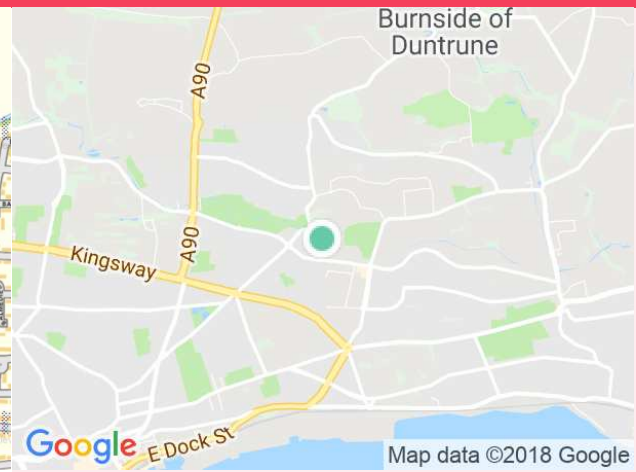 Burnside of
Duntrune
A90
A90
Kingsway
E Dock St
Google
Map data ©2018 Google